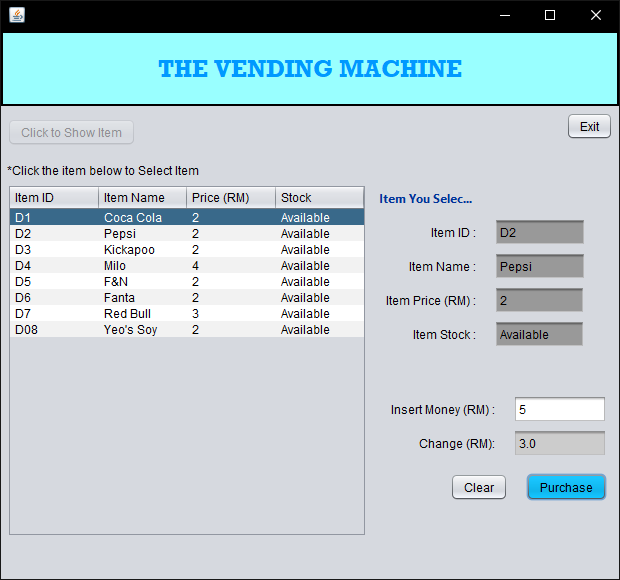 THE VENDING MACHINE
Click to Show Item
Exit
*Click the item below to Select Item
Item ID Item Name Price (RM) Stock
D1 Coca Cola 2 Available
D2 Pepsi 2 Available
D3 Kickapoo 2 Available
D4 Milo 4 Available
D5 F&N 2 Available
D6 Fanta 2 Available
D7 Red Bull 3 Available
D08 Yeo's Soy 2 Available
Item You Selec...
Item ID : D2
Item Name : Pepsi
Item Price (RM) : 2
Item Stock : Available
Insert Money (RM) : 5
Change (RM): 3.0
Clear Purchase